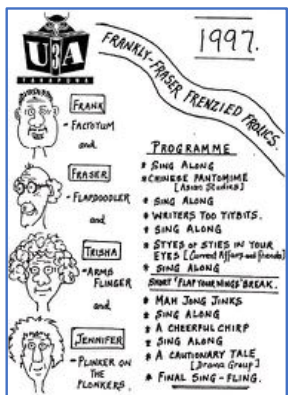 U3A
TAKAPUNA
1997.
FRANKLY-FRASER FRENZIED FROLICS.
FRANK
- FACTOTUM
and
FRASER
- FLAPDOODLER
and
TRISHA
- ARMS
FLINGER
and
JENNIFER
- PLINKER ON
THE
PLONKERS.
PROGRAMME
* SING ALONG
* CHINESE PANTOMIME
[Asian Studies]
* SING ALONG
* WRITERS TOO TITBITS.
* SING ALONG
* STYES or STIES IN YOUR
EYES [Current Affairs and friends]
* SING ALONG
SHORT "FLAP YOUR WINGS" BREAK.
* MAH JONG JINKS
* SING ALONG
* A CHEERFUL CHIRP
* SING ALONG
* A CAUTIONARY TALE
[Drama Group]
* FINAL SING-FLING.